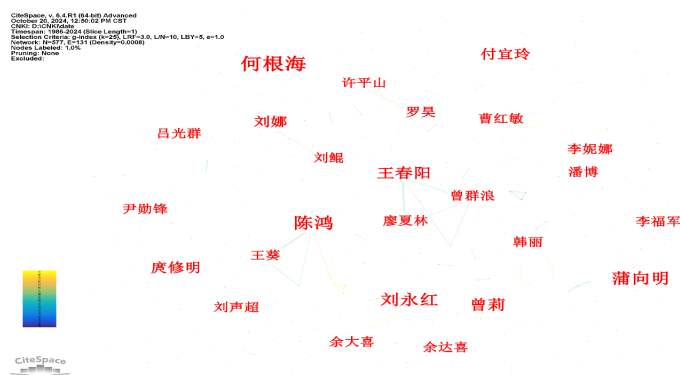 CiteSpace, v. 6.4.R1 (64-bit) Advanced
October 20, 2024, 12:50:02 PM CST
CNKI: D:\CNKI\date
Timespan: 1986-2024 (Slice Length=1)
Selection Criteria: g-index (k=25), LRF=3.0, L/N=10, LBY=5, e=1.0
Network: N=577, E=131 (Density=0.0008)
Nodes Labeled: 1.0%
Pruning: None
Excluded:
付宜玲
何根海
许平山
罗昊
曹红敏
刘娜
吕光群
李妮娜
刘鲲
王春阳
潘博
曾群浪
尹勋锋
陈鸿
廖夏林
李福军
韩丽
王葵
庹修明
蒲向明
刘声超
刘永红
曾莉
余大喜
余达喜
CiteSpace